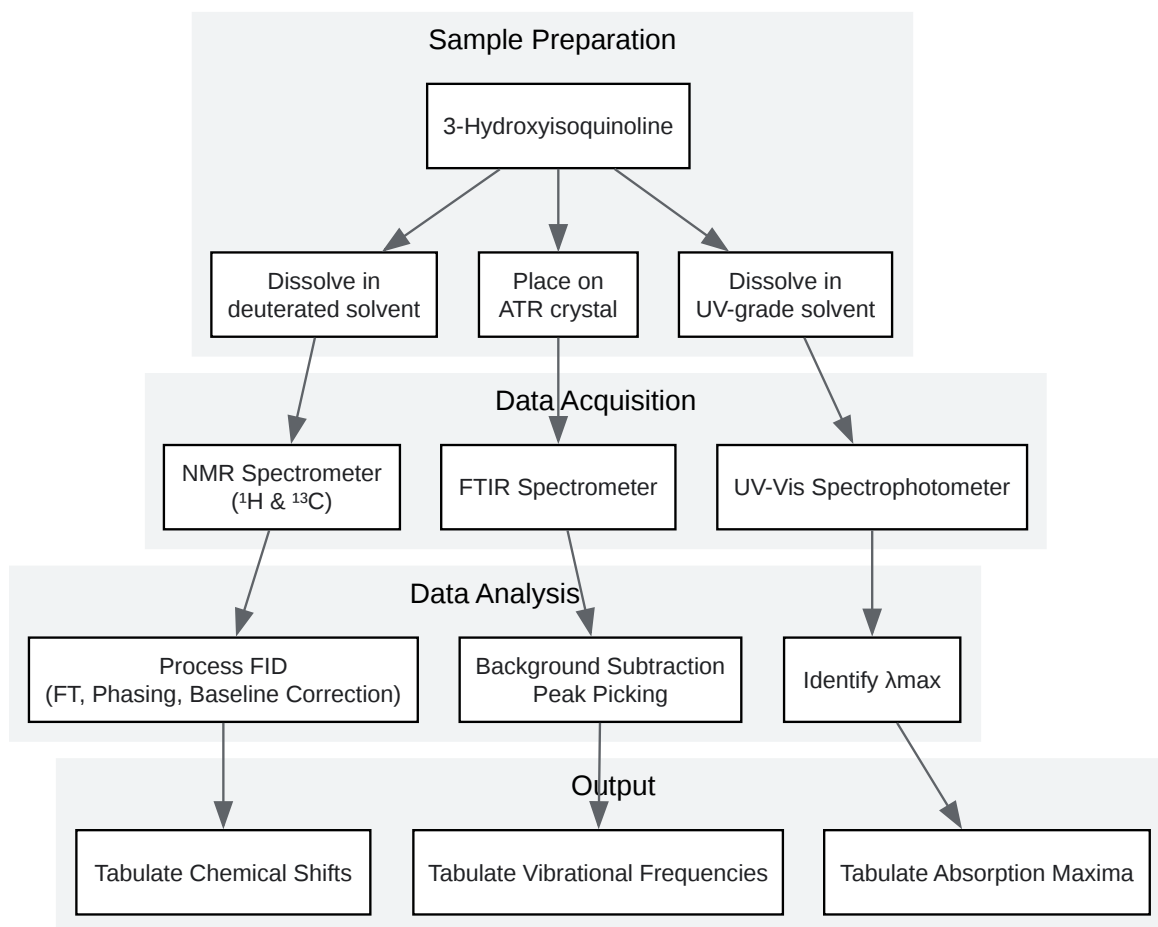 Sample Preparation
3-Hydroxyisoquinoline
Dissolve in
deuterated solvent
Place on
ATR crystal
Dissolve in
UV-grade solvent
Data Acquisition
NMR Spectrometer
(¹H & ¹³C)
FTIR Spectrometer
UV-Vis Spectrophotometer
Data Analysis
Process FID
(FT, Phasing, Baseline Correction)
Background Subtraction
Peak Picking
Identify λmax
Output
Tabulate Chemical Shifts
Tabulate Vibrational Frequencies
Tabulate Absorption Maxima